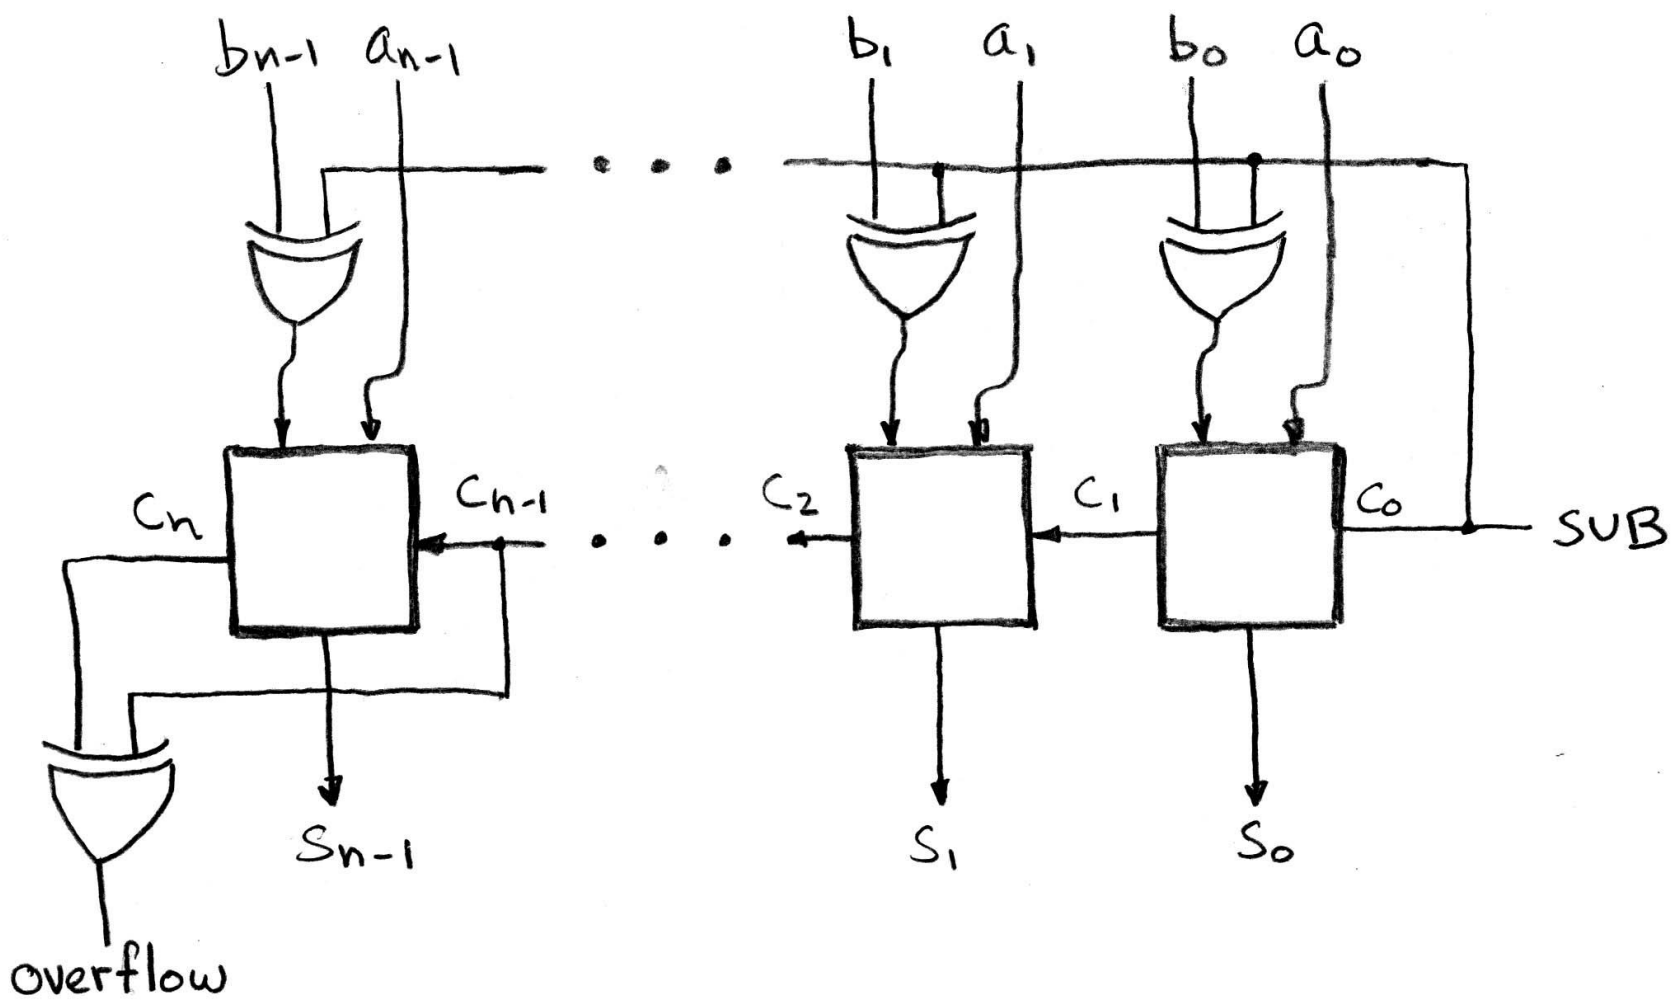 bn-1 an-1 b1 a1 b0 a0
Cn Cn-1 C2 C1 C0 SUB
Sn-1 S1 S0
overflow